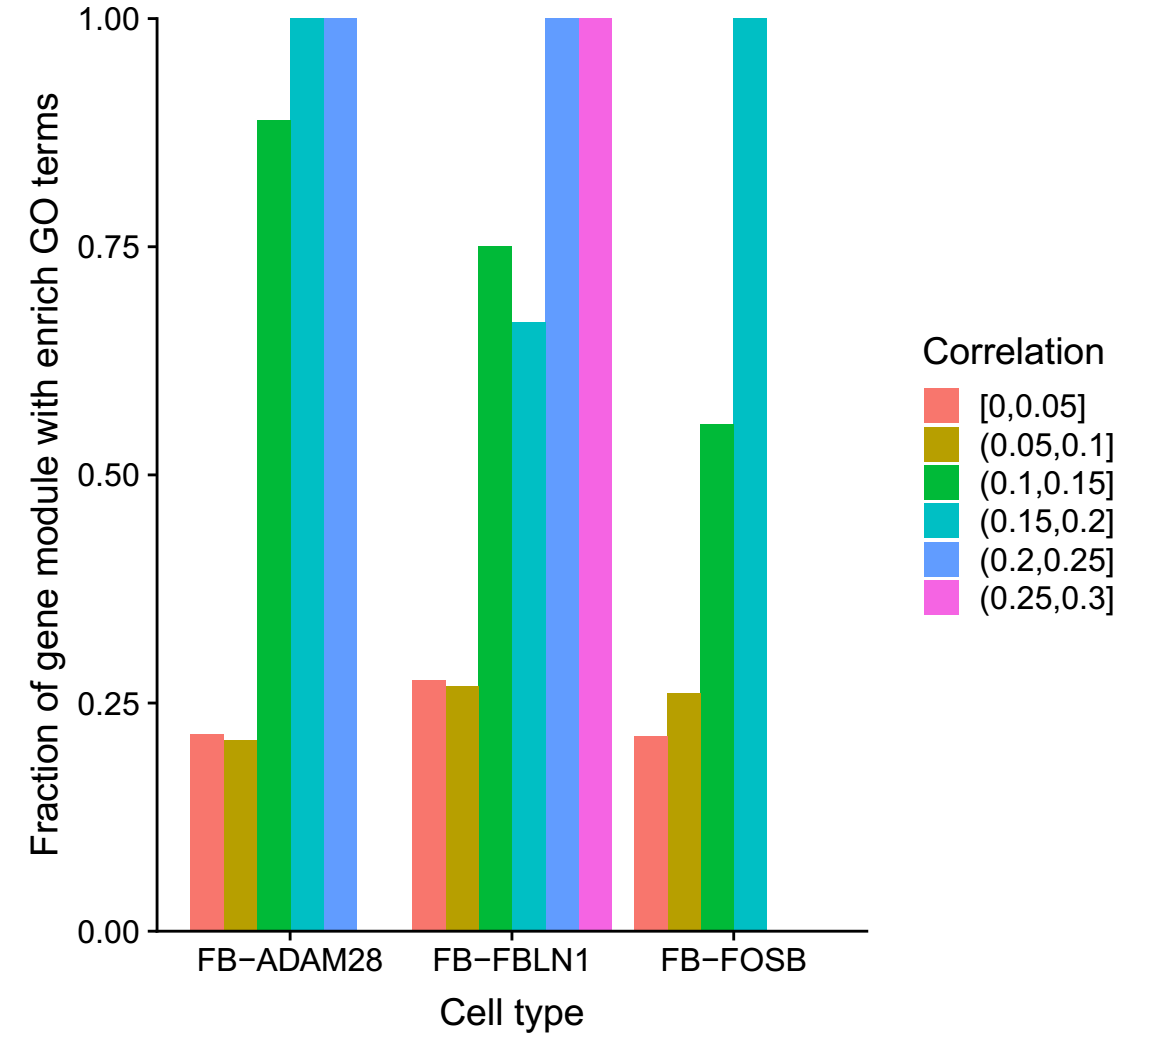 Fraction of gene module with enrich GO terms
1.00
0.75
0.50
0.25
0.00
FB−ADAM28
FB−FBLN1
FB−FOSB
Cell type
Correlation
[0,0.05]
(0.05,0.1]
(0.1,0.15]
(0.15,0.2]
(0.2,0.25]
(0.25,0.3]